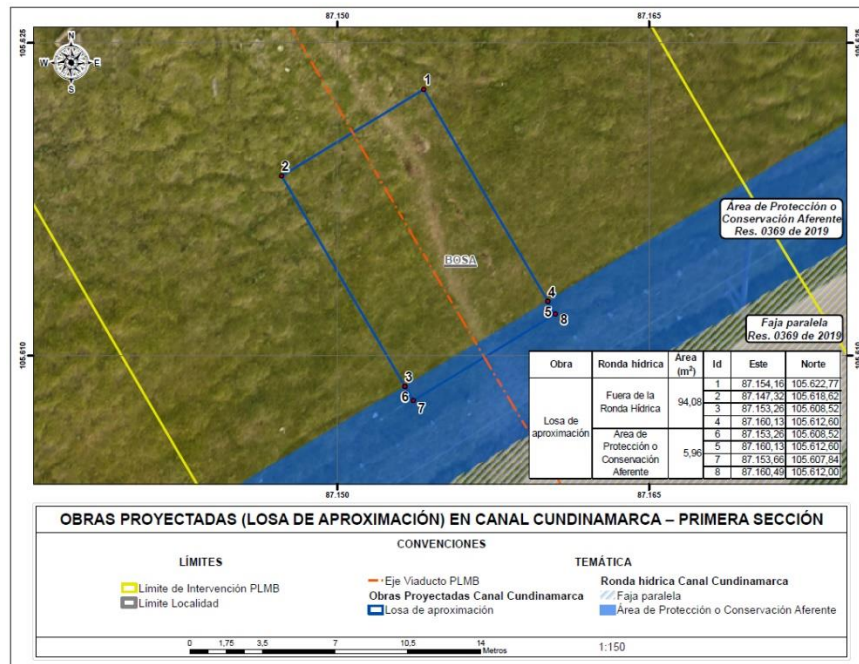 87.150 87.165
105.625 105.625
N
W E
S
1
2
Área de Protección o
Conservación Aferente
Res. 0369 de 2019
BOSA
4
5
8
Faja paralela
Res. 0369 de 2019
105.610 105.610
3
6
7
Obra Ronda hídrica Área (m²) Id Este Norte
Losa de aproximación Fuera de la Ronda Hídrica 94,08 1 87.154,16 105.622,77
2 87.147,32 105.618,62
3 87.153,26 105.608,52
4 87.160,13 105.612,60
Área de Protección o Conservación Aferente 5,96 6 87.153,26 105.608,52
5 87.160,13 105.612,60
7 87.153,66 105.607,84
8 87.160,49 105.612,00
87.150 87.165
OBRAS PROYECTADAS (LOSA DE APROXIMACIÓN) EN CANAL CUNDINAMARCA – PRIMERA SECCIÓN
CONVENCIONES
LÍMITES TEMÁTICA
Límite de Intervención PLMB
Límite Localidad
Eje Viaducto PLMB
Obras Proyectadas Canal Cundinamarca
Losa de aproximación
Ronda hídrica Canal Cundinamarca
Faja paralela
Área de Protección o Conservación Aferente
0 1,75 3,5 7 10,5 14
Metros
1:150